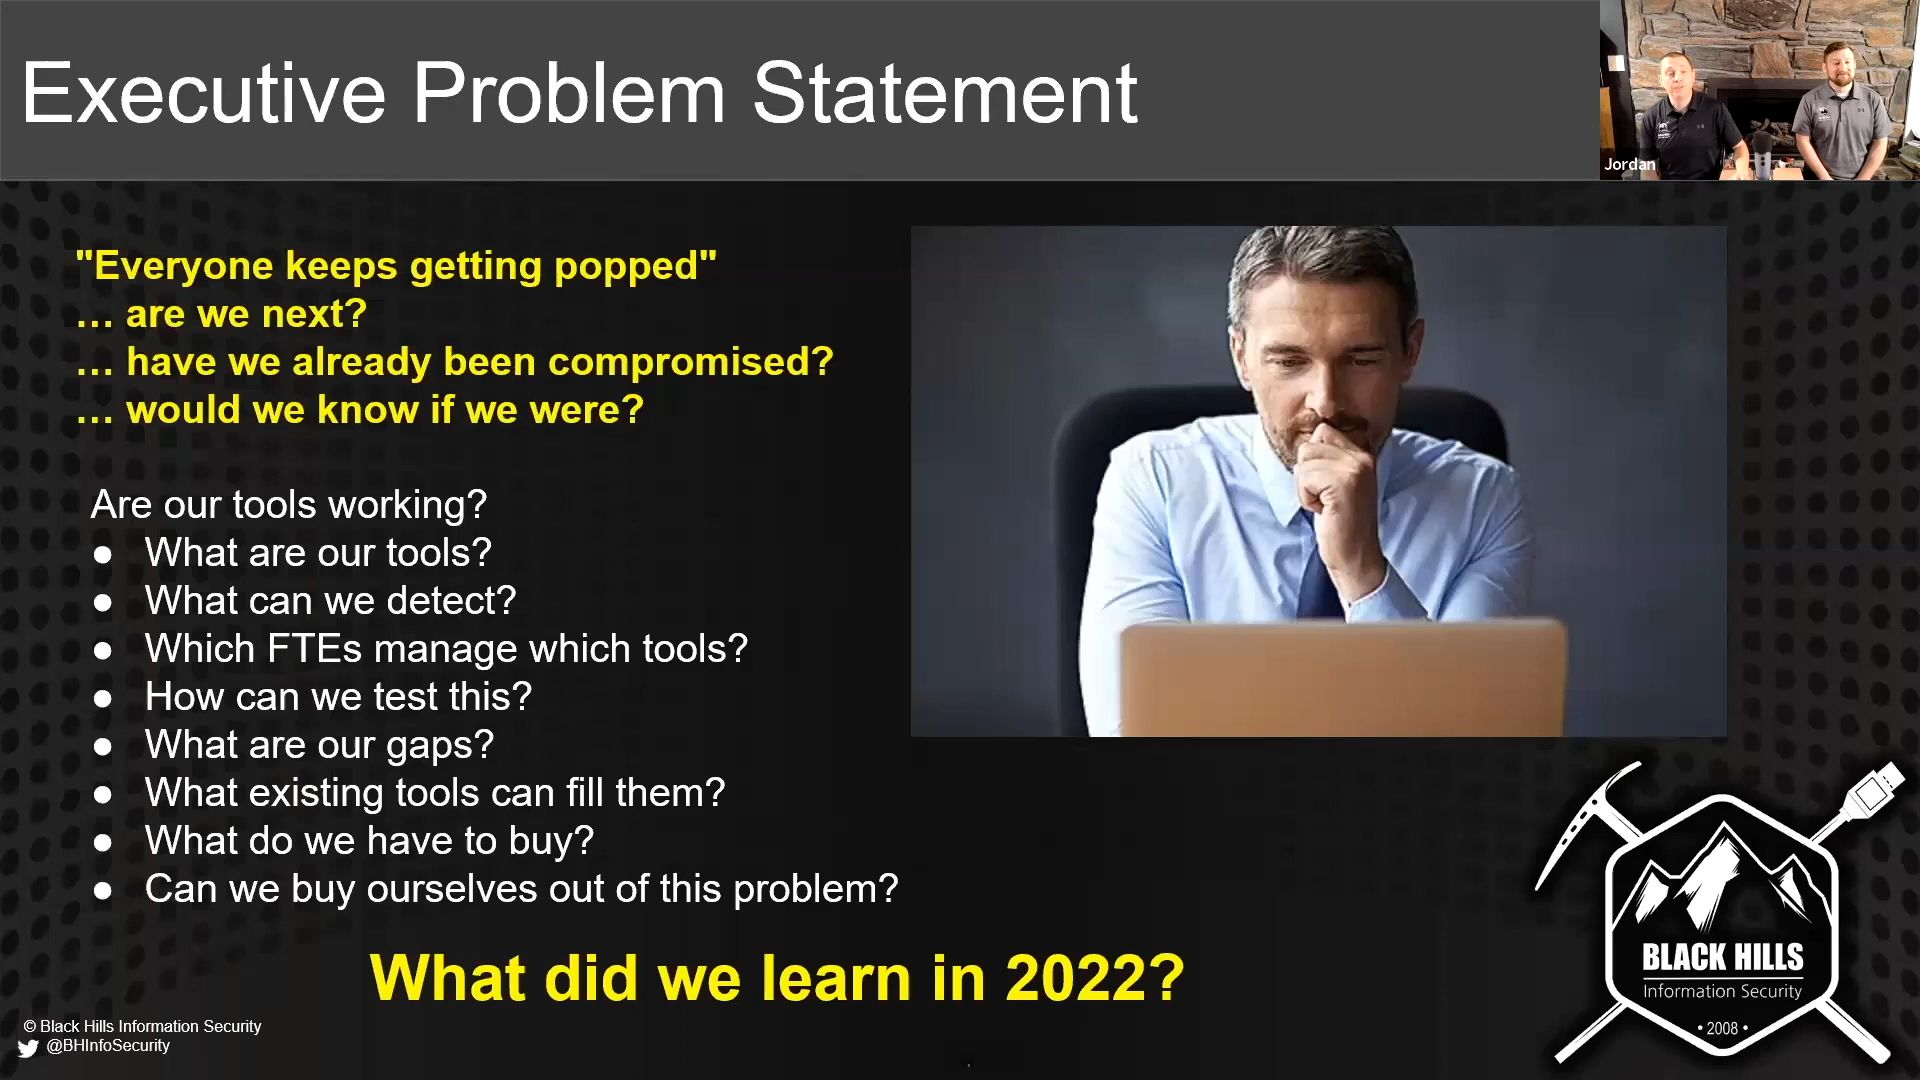 Executive Problem Statement
Jordan
"Everyone keeps getting popped"
… are we next?
… have we already been compromised?
… would we know if we were?
Are our tools working?
● What are our tools?
● What can we detect?
● Which FTEs manage which tools?
● How can we test this?
● What are our gaps?
● What existing tools can fill them?
● What do we have to buy?
● Can we buy ourselves out of this problem?
What did we learn in 2022?
© Black Hills Information Security
@BHInfoSecurity
BLACK HILLS
Information Security
• 2008 •